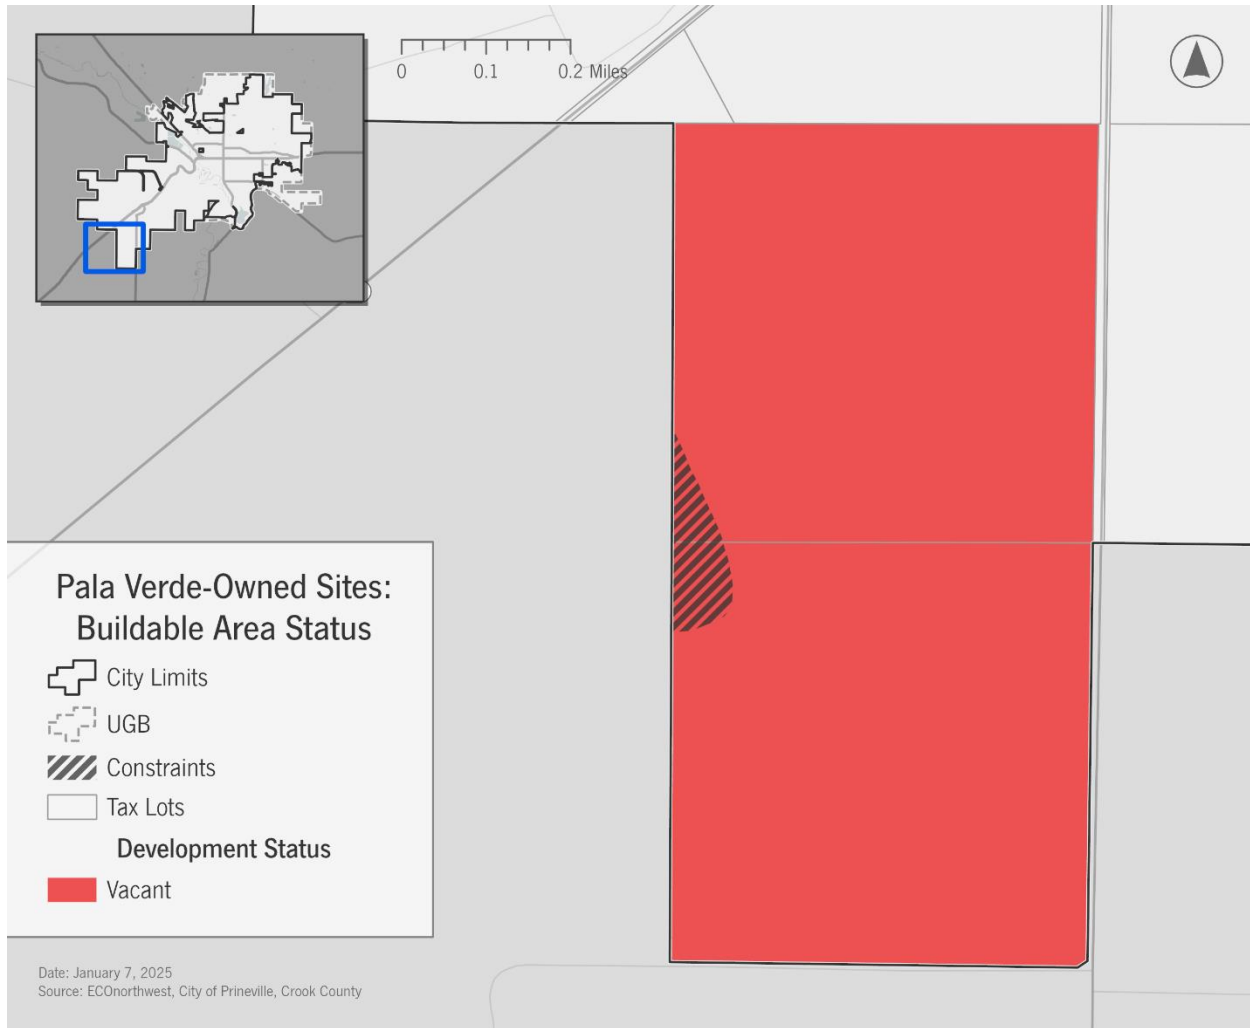 0 0.1 0.2 Miles
Pala Verde-Owned Sites:
Buildable Area Status
City Limits
UGB
Constraints
Tax Lots
Development Status
Vacant
Date: January 7, 2025
Source: ECOnorthwest, City of Prineville, Crook County